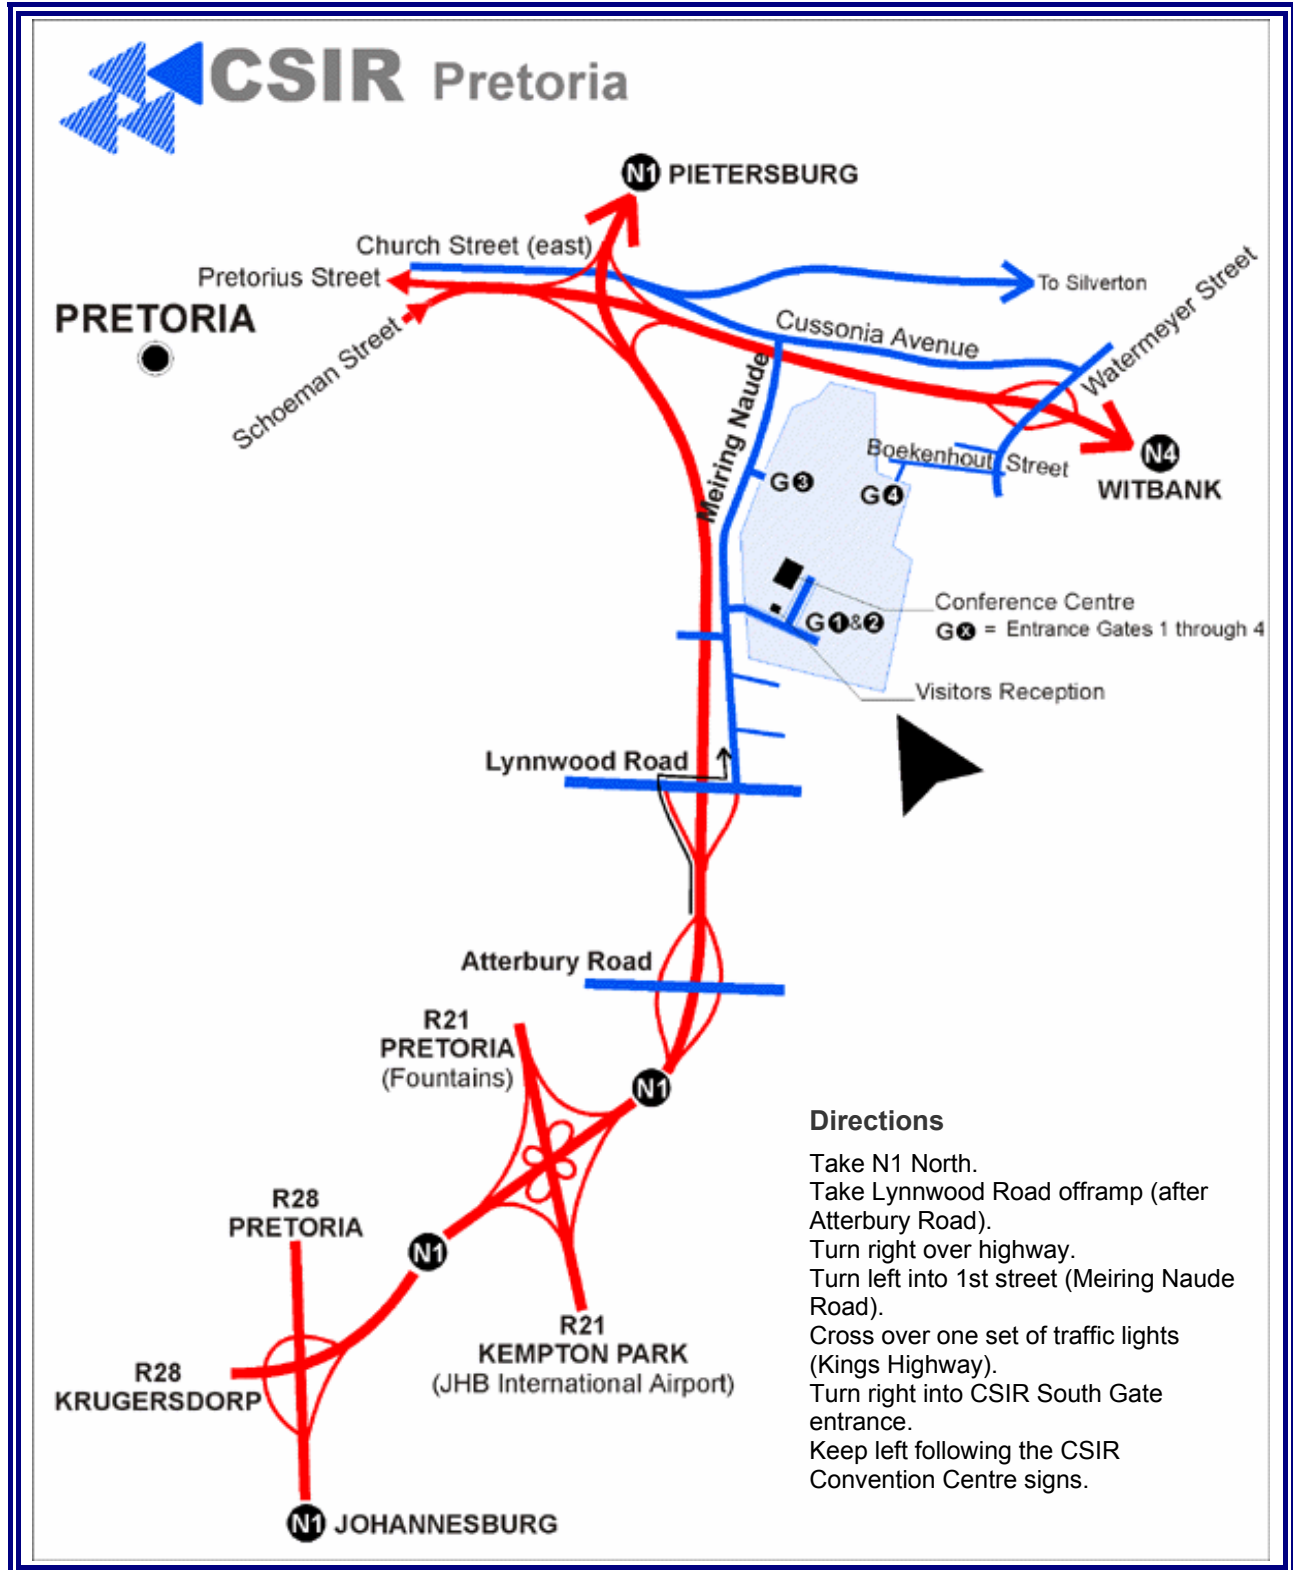 CSIR Pretoria
N1 PIETERSBURG
Church Street (east)
Pretorius Street
To Silverton
PRETORIA
Schoeman Street
Cussonia Avenue
Watermeyer Street
Meiring Naude
Boekenhout Street
N4
WITBANK
G3
G4
Conference Centre
G1&2
GX = Entrance Gates 1 through 4
Visitors Reception
Lynnwood Road
Atterbury Road
R21
PRETORIA
(Fountains)
N1
R28
PRETORIA
N1
R21
KEMPTON PARK
(JHB International Airport)
R28
KRUGERSDORP
N1 JOHANNESBURG
Directions
Take N1 North.
Take Lynnwood Road offramp (after
Atterbury Road).
Turn right over highway.
Turn left into 1st street (Meiring Naude
Road).
Cross over one set of traffic lights
(Kings Highway).
Turn right into CSIR South Gate
entrance.
Keep left following the CSIR
Convention Centre signs.